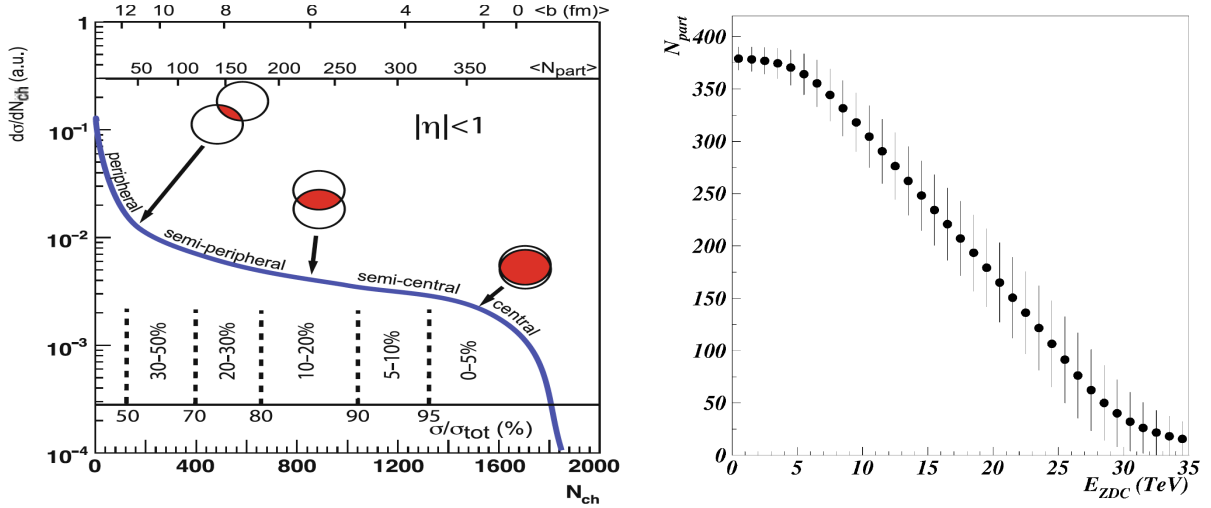 12 10 8 6 4 2 0 <b (fm)>
1
50 100 150 200 250 300 350 <Npart>
dσ/dNch (a.u.)
|η|<1
10⁻¹
peripheral
10⁻²
semi-peripheral
semi-central
central
10⁻³
30-50%
20-30%
10-20%
5-10%
0-5%
50 70 80 90 95
σ/σtot (%)
10⁻⁴
0 400 800 1200 1600 2000
Nch
Npart
400
350
300
250
200
150
100
50
0
0 5 10 15 20 25 30 35
EZDC (TeV)